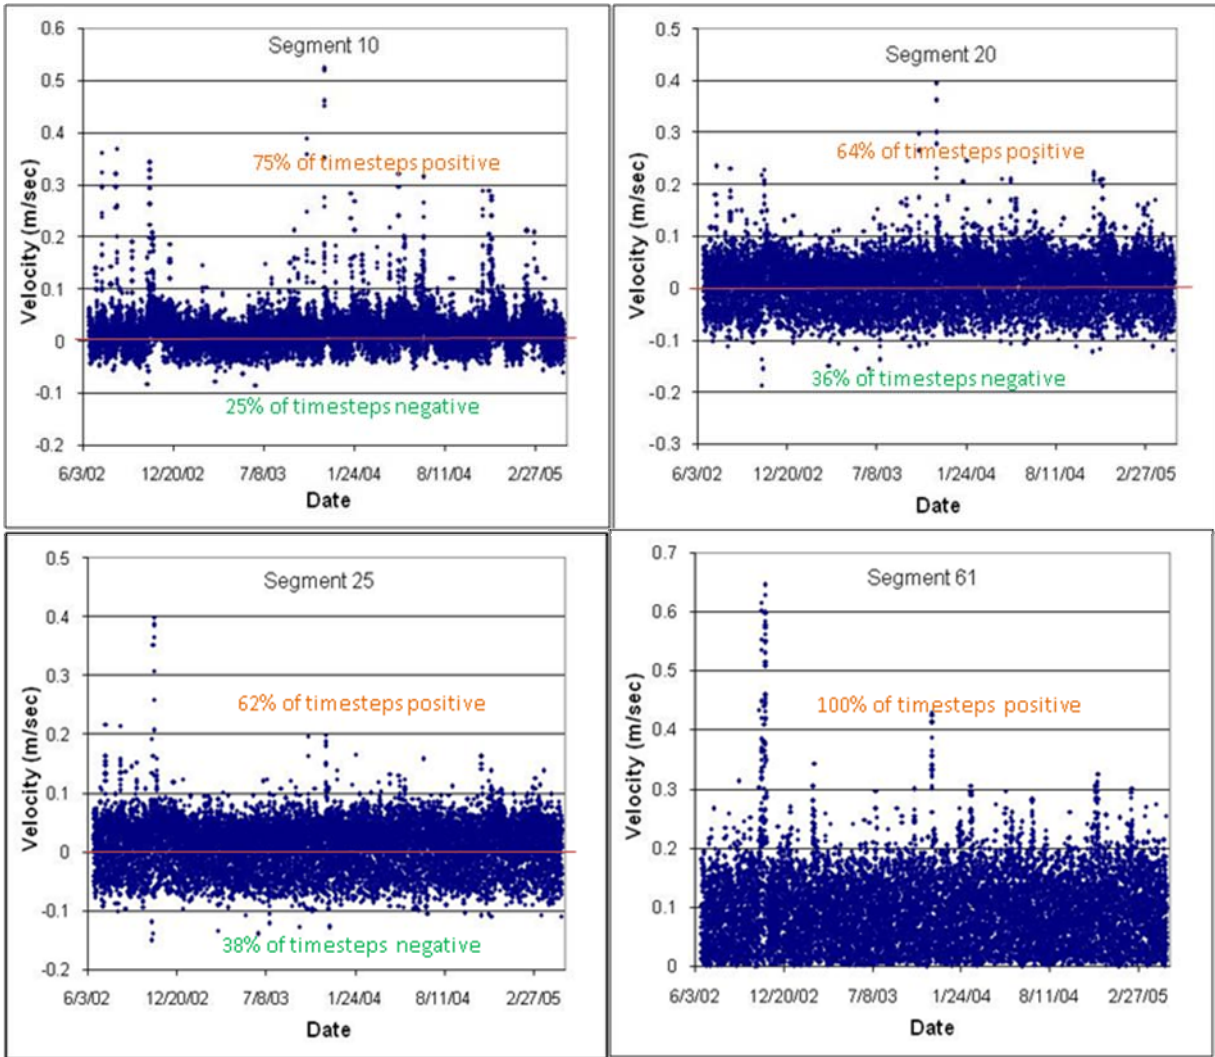 Segment 10
0.6
0.5
0.4
0.3
0.2
0.1
0
-0.1
-0.2
Velocity (m/sec)
75% of timesteps positive
25% of timesteps negative
6/3/02 12/20/02 7/8/03 1/24/04 8/11/04 2/27/05
Date
Segment 20
0.5
0.4
0.3
0.2
0.1
0
-0.1
-0.2
-0.3
Velocity (m/sec)
64% of timesteps positive
36% of timesteps negative
6/3/02 12/20/02 7/8/03 1/24/04 8/11/04 2/27/05
Date
Segment 25
0.5
0.4
0.3
0.2
0.1
0
-0.1
-0.2
Velocity (m/sec)
62% of timesteps positive
38% of timesteps negative
6/3/02 12/20/02 7/8/03 1/24/04 8/11/04 2/27/05
Date
Segment 61
0.7
0.6
0.5
0.4
0.3
0.2
0.1
0
Velocity (m/sec)
100% of timesteps positive
6/3/02 12/20/02 7/8/03 1/24/04 8/11/04 2/27/05
Date